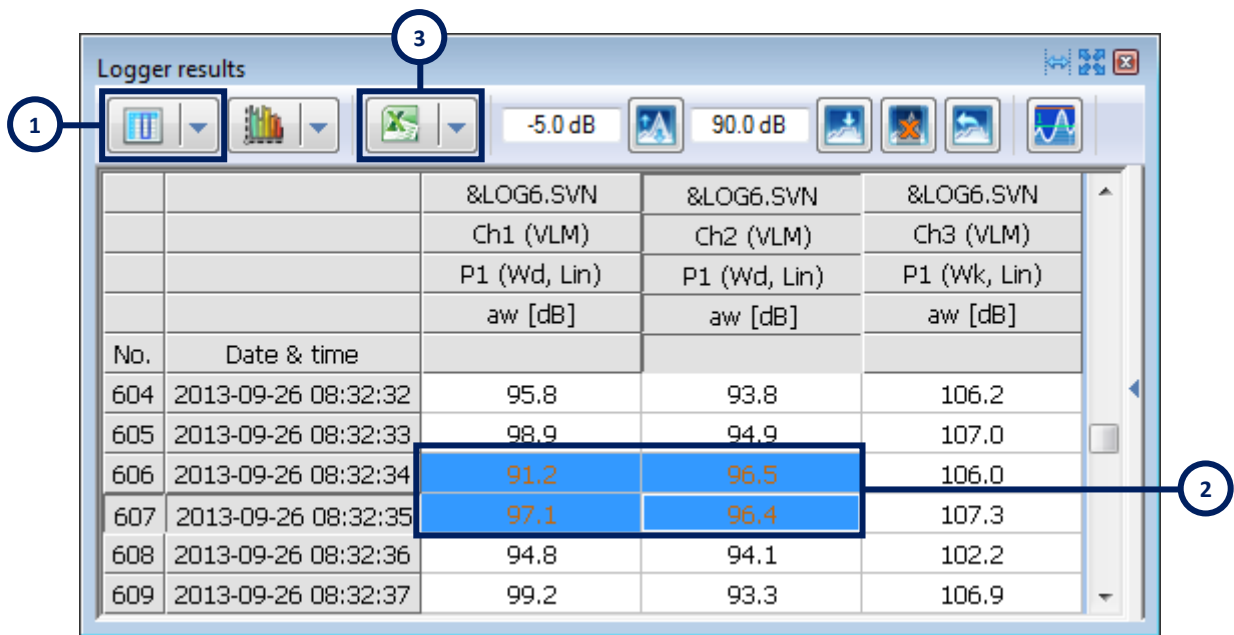 3
Logger results
1
-5.0 dB 90.0 dB
&LOG6.SVN &LOG6.SVN &LOG6.SVN
Ch1 (VLM) Ch2 (VLM) Ch3 (VLM)
P1 (Wd, Lin) P1 (Wd, Lin) P1 (Wk, Lin)
aw [dB] aw [dB] aw [dB]
No. Date & time
604 2013-09-26 08:32:32 95.8 93.8 106.2
605 2013-09-26 08:32:33 98.9 94.9 107.0
606 2013-09-26 08:32:34 91.2 96.5 106.0
2
607 2013-09-26 08:32:35 97.1 96.4 107.3
608 2013-09-26 08:32:36 94.8 94.1 102.2
609 2013-09-26 08:32:37 99.2 93.3 106.9